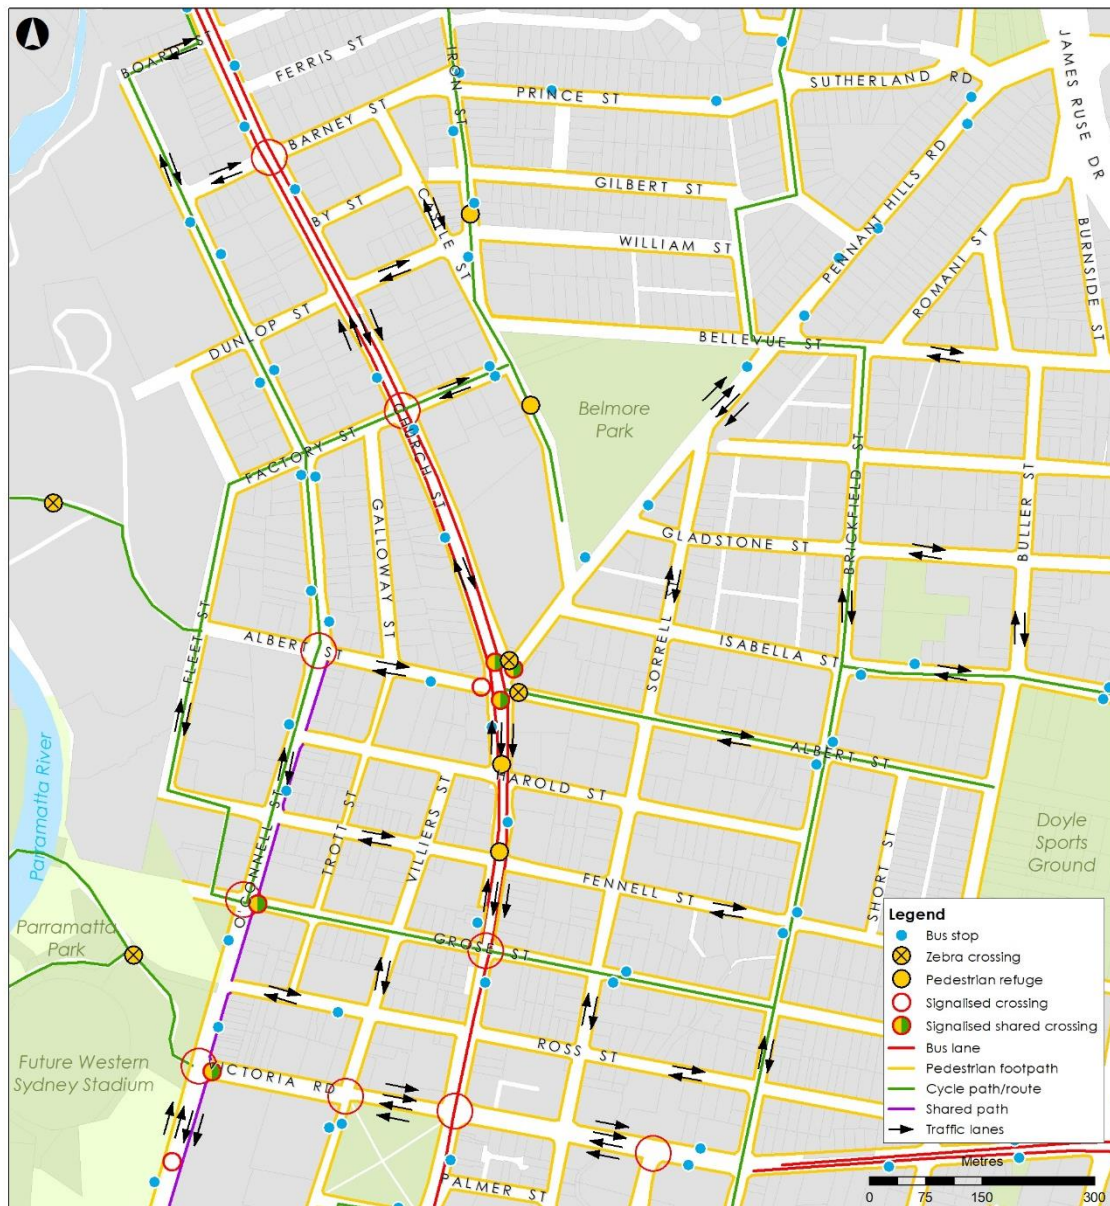 BOARD ST
FERRIS ST
IRON ST
PRINCE ST
SUTHERLAND RD
JAMES RUSE DR
BARNEY ST
GILBERT ST
PENNANT HILLS RD
BY ST
CASTLE ST
WILLIAM ST
ROMANI ST
BURNSIDE ST
DUNLOP ST
BELLEVUE ST
Belmore
Park
CHURCH ST
FACTORY ST
GALLOWAY ST
GLADSTONE ST
BRICKFIELD ST
BULLER ST
FLEET ST
ALBERT ST
SORRELL ST
ISABELLA ST
ALBERT ST
Parramatta River
HAROLD ST
O'CONNELL ST
TROTT ST
VILLIERS ST
SHORT ST
Doyle
Sports
Ground
FENNELL ST
Parramatta
Park
GROSE ST
Future Western
Sydney Stadium
VICTORIA RD
ROSS ST
PALMER ST
Legend
Bus stop
Zebra crossing
Pedestrian refuge
Signalised crossing
Signalised shared crossing
Bus lane
Pedestrian footpath
Cycle path/route
Shared path
Traffic lanes
Metres
0 75 150 300